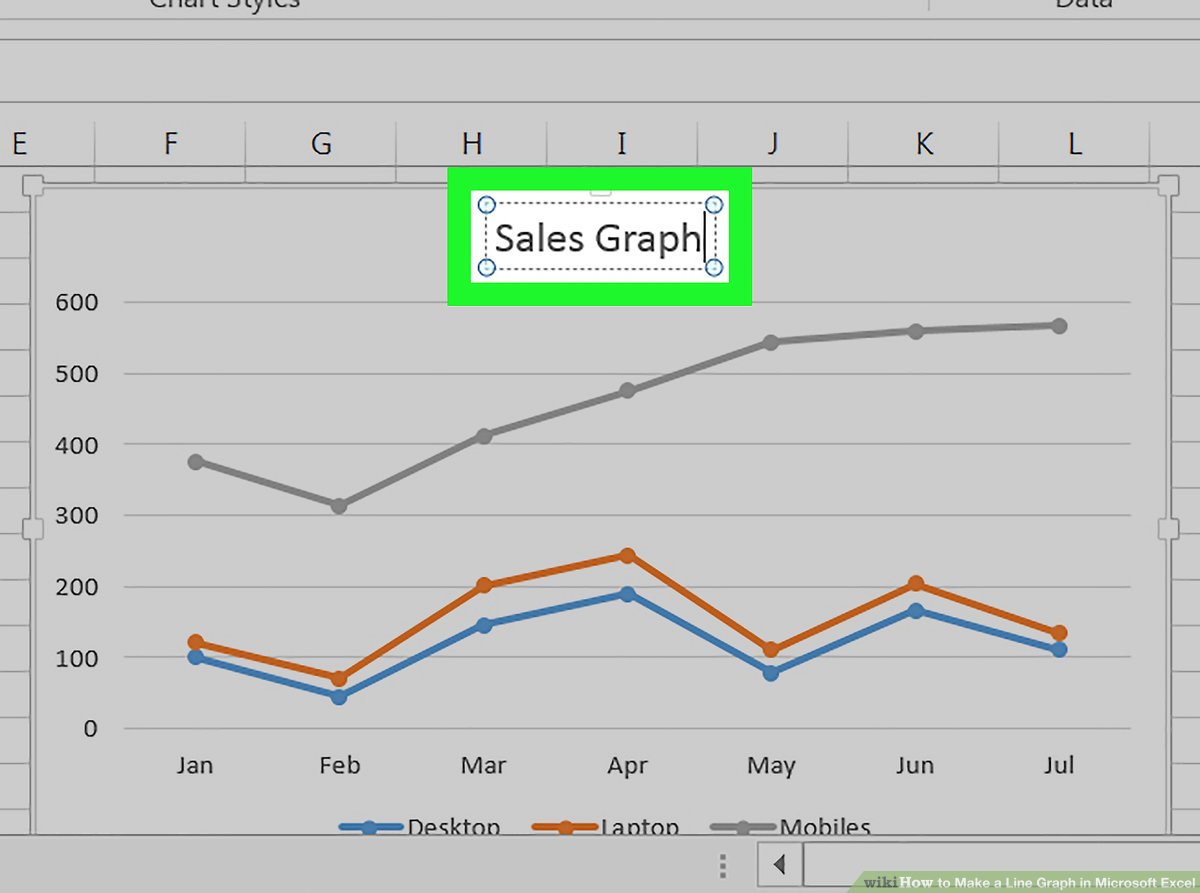 Chart Styles Data
E F G H I J K L
Sales Graph
600
500
400
300
200
100
0
Jan Feb Mar Apr May Jun Jul
Desktop Laptop Mobiles
wikiHow to Make a Line Graph in Microsoft Excel